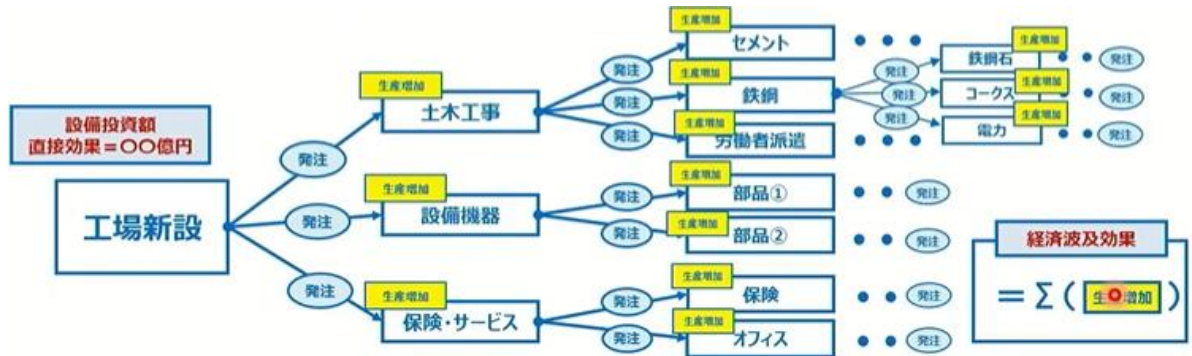 設備投資額
直接効果=〇〇億円
工場新設
発注
発注
発注
生産増加
土木工事
生産増加
設備機器
生産増加
保険・サービス
発注
発注
発注
発注
発注
発注
発注
生産増加
セメント
生産増加
鉄鋼
生産増加
労働者派遣
生産増加
部品①
生産増加
部品②
生産増加
保険
生産増加
オフィス
発注
発注
発注
生産増加
鉄鋼石
生産増加
コークス
生産増加
電力
発注
発注
発注
発注
発注
発注
発注
経済波及効果
= Σ ( 増加 )